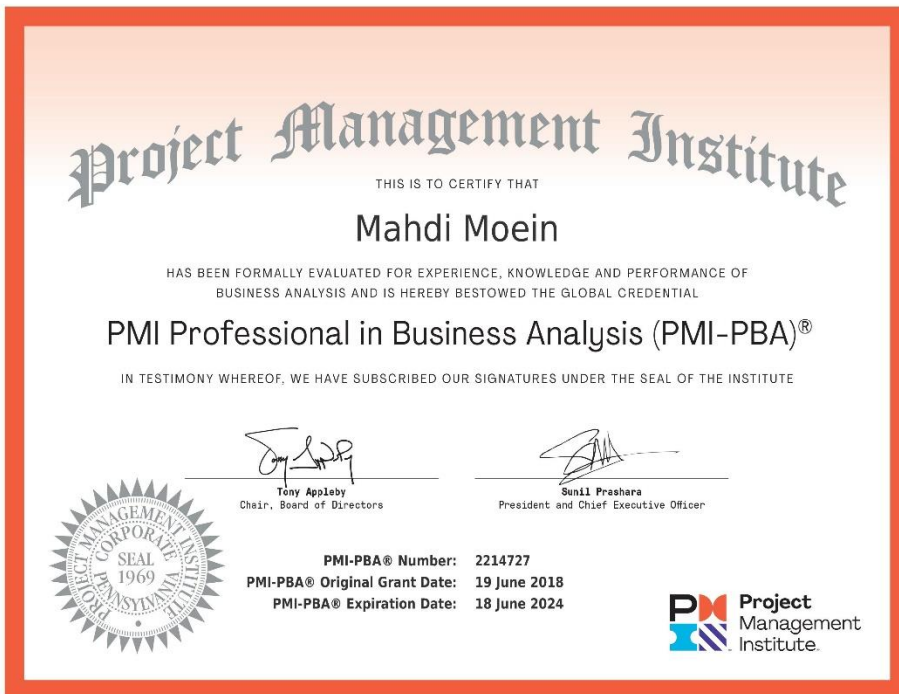 Project Management Institute
THIS IS TO CERTIFY THAT
Mahdi Moein
HAS BEEN FORMALLY EVALUATED FOR EXPERIENCE, KNOWLEDGE AND PERFORMANCE OF
BUSINESS ANALYSIS AND IS HEREBY BESTOWED THE GLOBAL CREDENTIAL
PMI Professional in Business Analysis (PMI-PBA)®
IN TESTIMONY WHEREOF, WE HAVE SUBSCRIBED OUR SIGNATURES UNDER THE SEAL OF THE INSTITUTE
Tony Appleby
Chair, Board of Directors
Sunil Prashara
President and Chief Executive Officer
PROJECT MANAGEMENT INSTITUTE
CORPORATE
SEAL
1969
PENNSYLVANIA
PMI-PBA® Number: 2214727
PMI-PBA® Original Grant Date: 19 June 2018
PMI-PBA® Expiration Date: 18 June 2024
Project
Management
Institute.